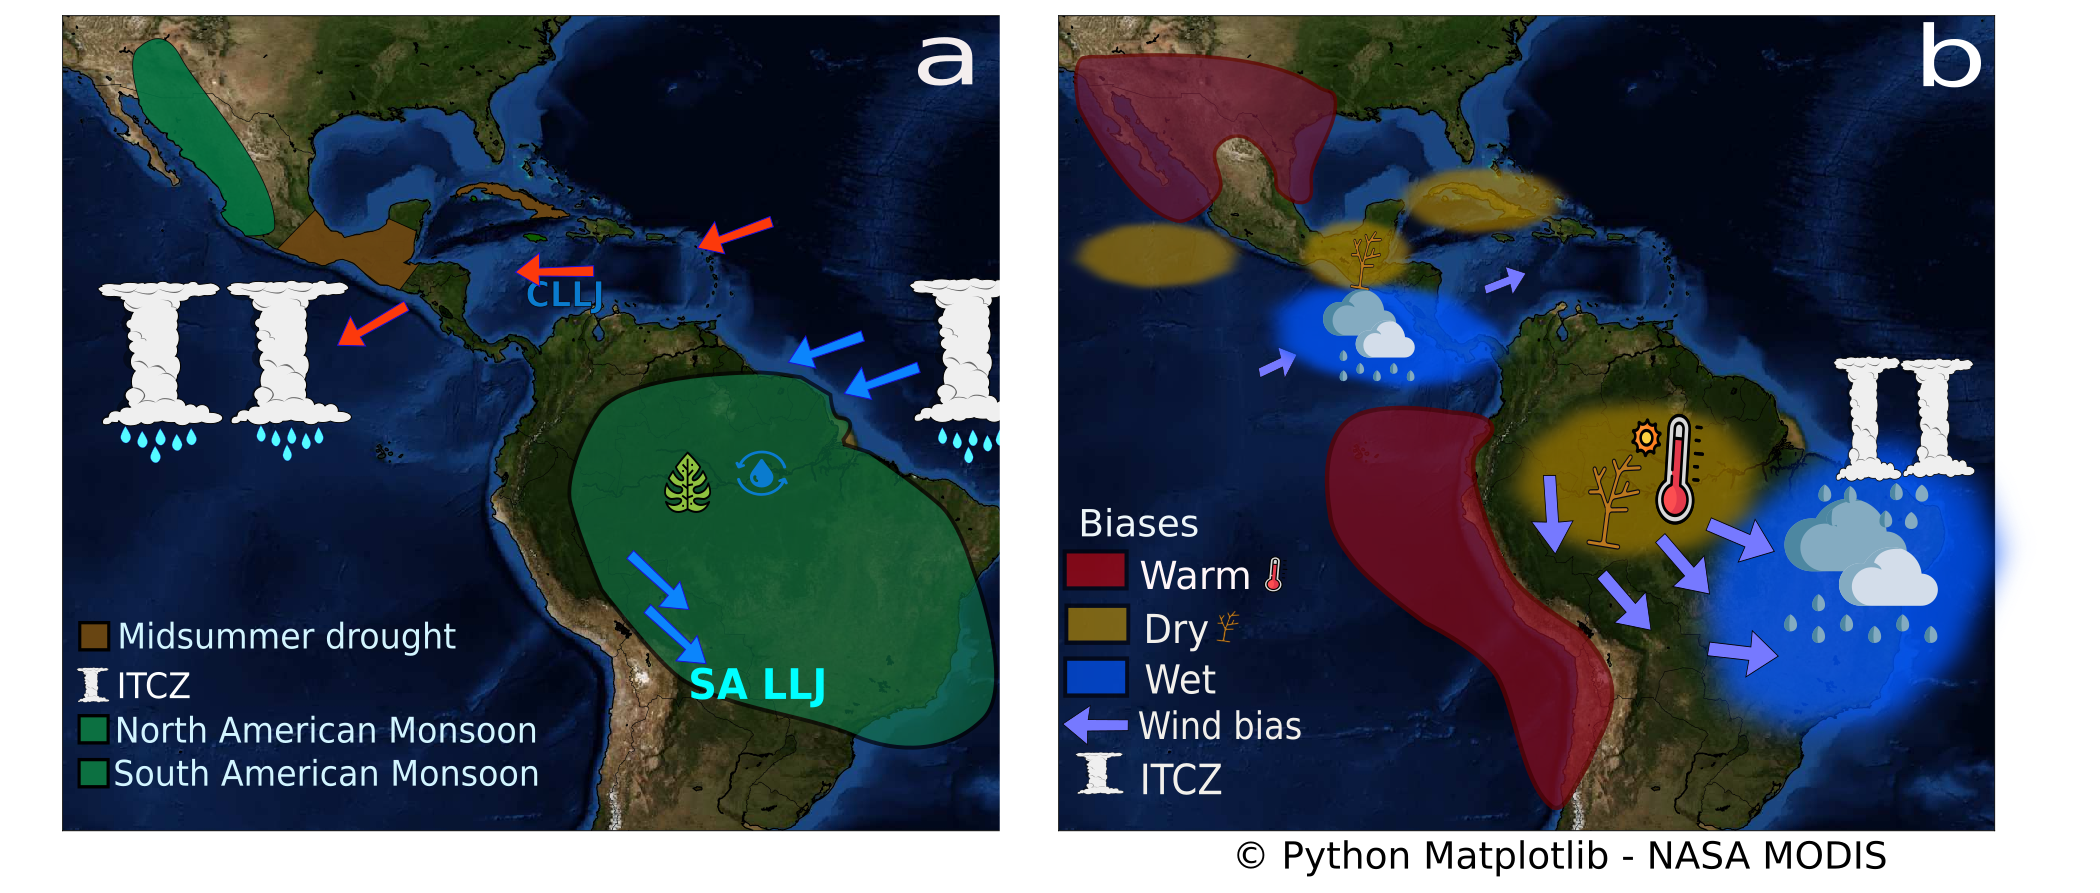 a
CLLJ
SA LLJ
Midsummer drought
ITCZ
North American Monsoon
South American Monsoon
b
Biases
Warm
Dry
Wet
Wind bias
ITCZ
© Python Matplotlib - NASA MODIS